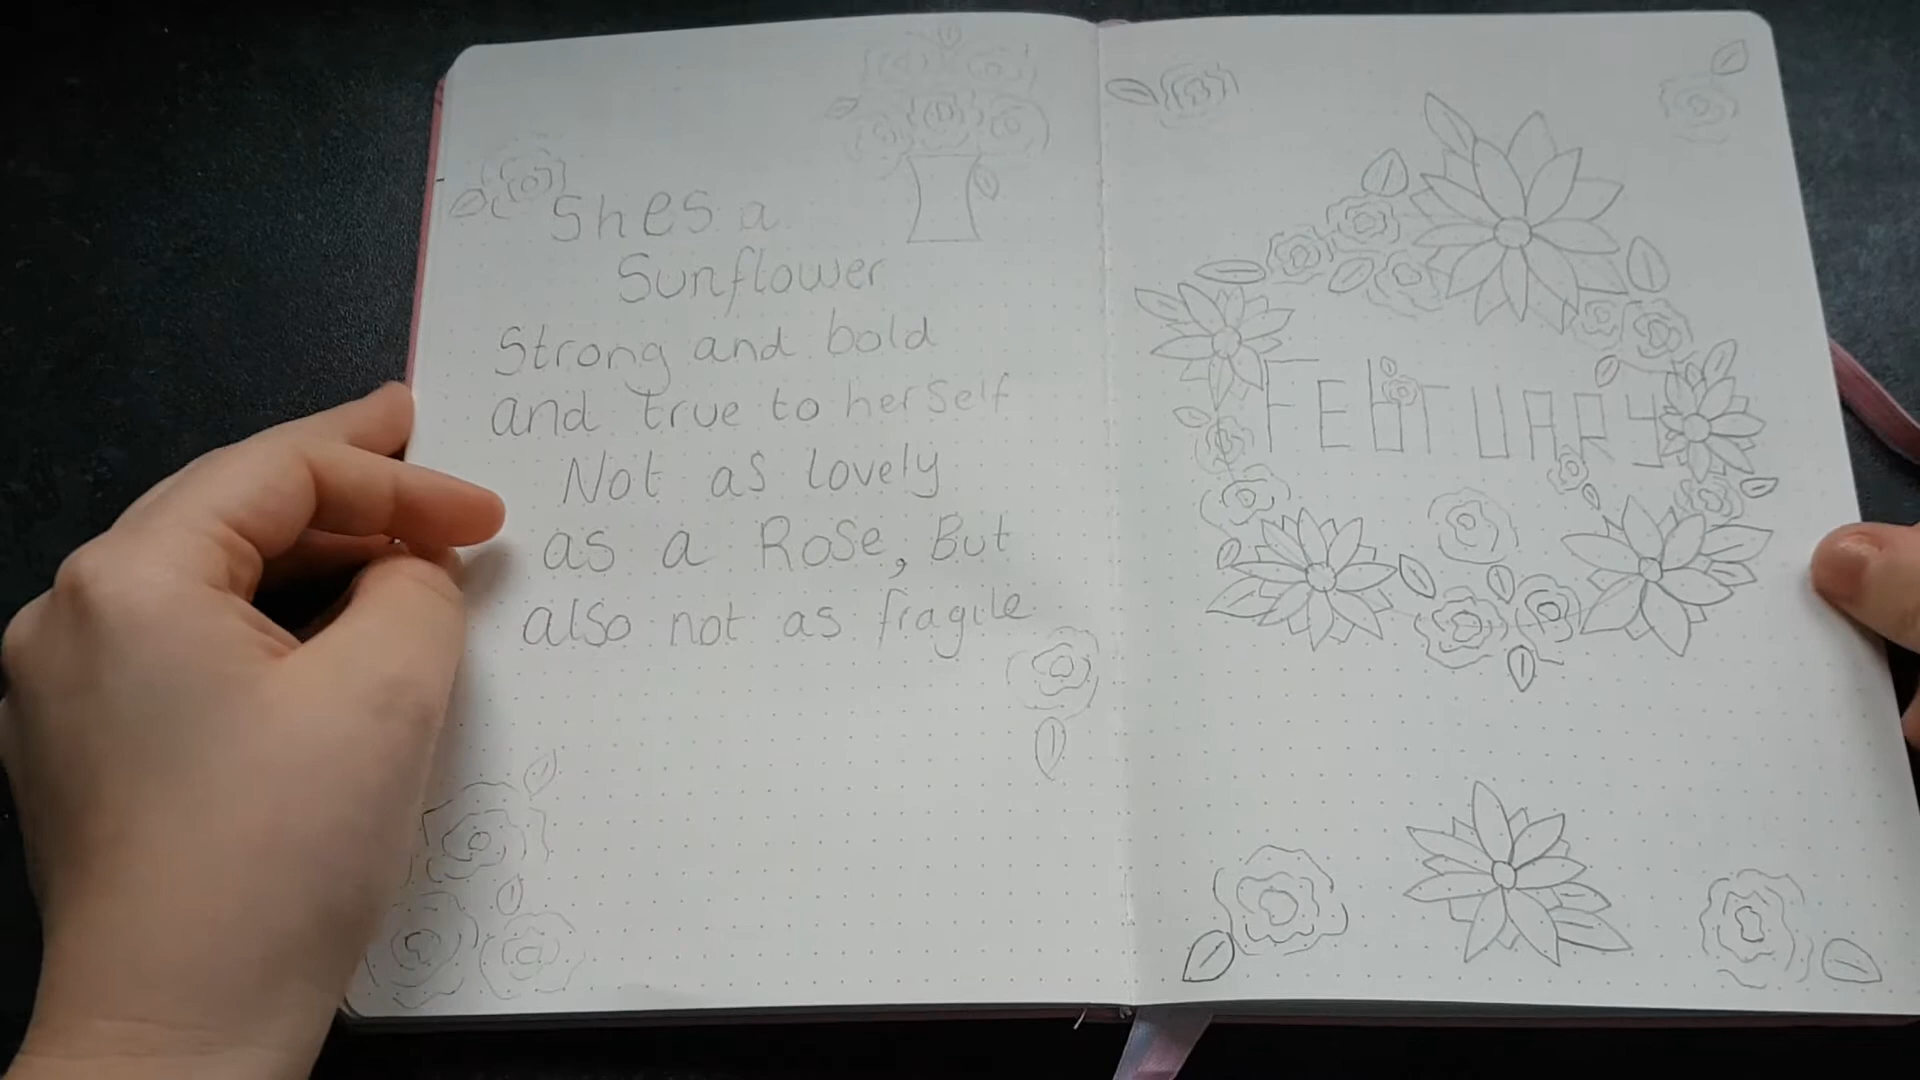 Shes a
Sunflower
Strong and bold
and true to herself
Not as lovely
as a Rose, But
also not as fragile
FEbrUARY